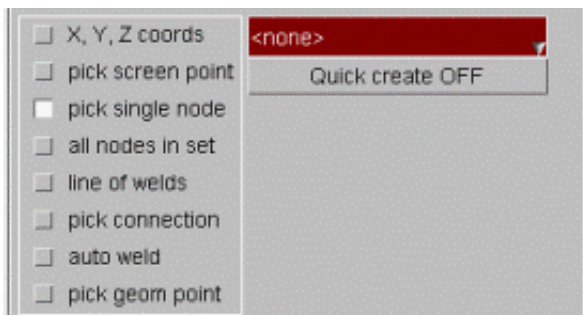 X, Y, Z coords
pick screen point
pick single node
all nodes in set
line of welds
pick connection
auto weld
pick geom point
<none>
Quick create OFF